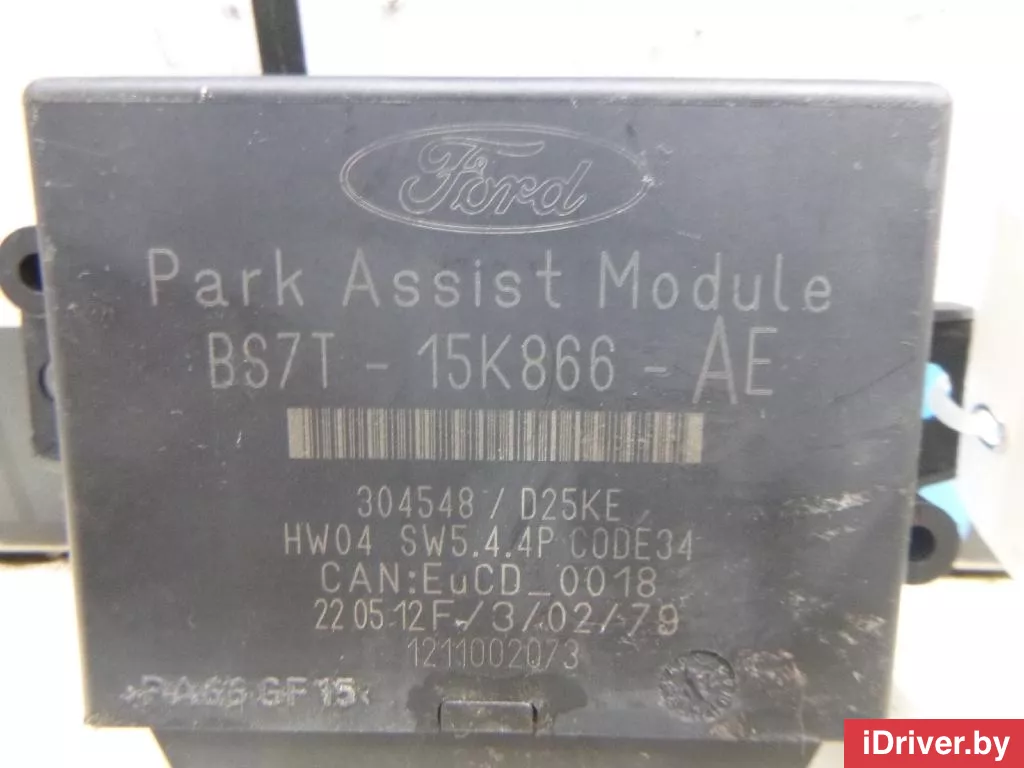 Ford
Park Assist Module
BS7T - 15K866 - AE
304548 / D25KE
HW04 SW5.4.4P CODE34
CAN:EuCD_0018
22 05 12F/3/02/79
1211002073
>PA66 GF15<
iDriver.by